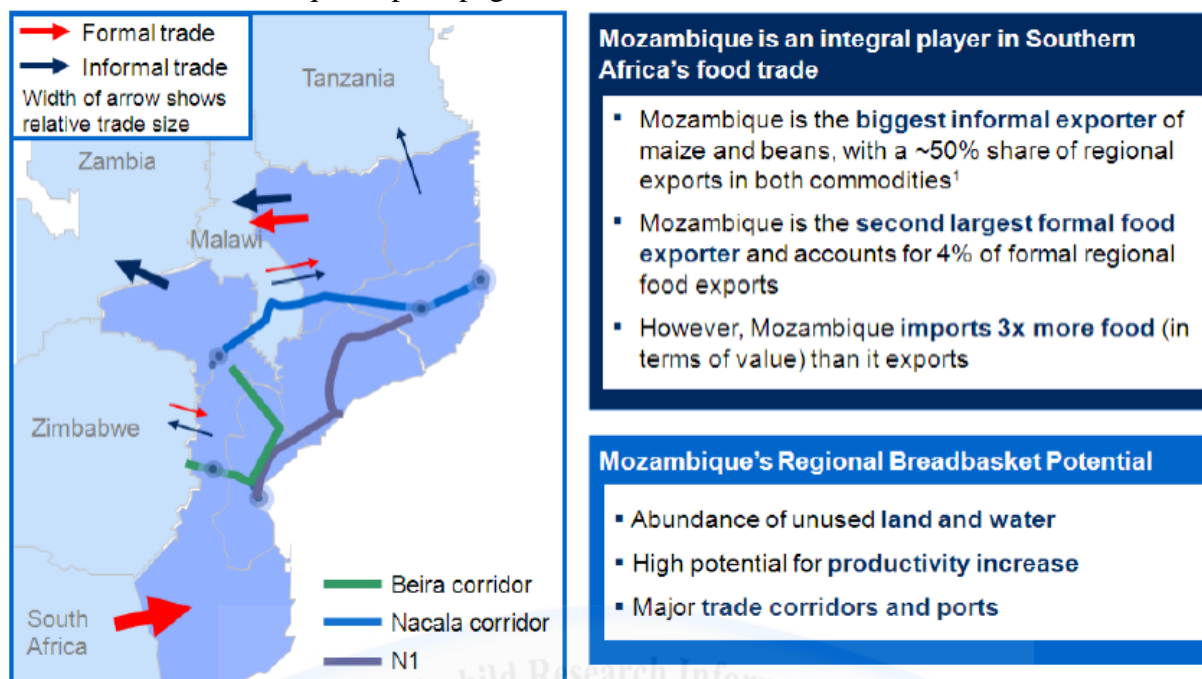 Formal trade
Informal trade
Width of arrow shows
relative trade size
Tanzania
Zambia
Malawi
Zimbabwe
South
Africa
Beira corridor
Nacala corridor
N1
Mozambique is an integral player in Southern
Africa's food trade
▪ Mozambique is the biggest informal exporter of
maize and beans, with a ~50% share of regional
exports in both commodities¹
▪ Mozambique is the second largest formal food
exporter and accounts for 4% of formal regional
food exports
▪ However, Mozambique imports 3x more food (in
terms of value) than it exports
Mozambique's Regional Breadbasket Potential
▪ Abundance of unused land and water
▪ High potential for productivity increase
▪ Major trade corridors and ports